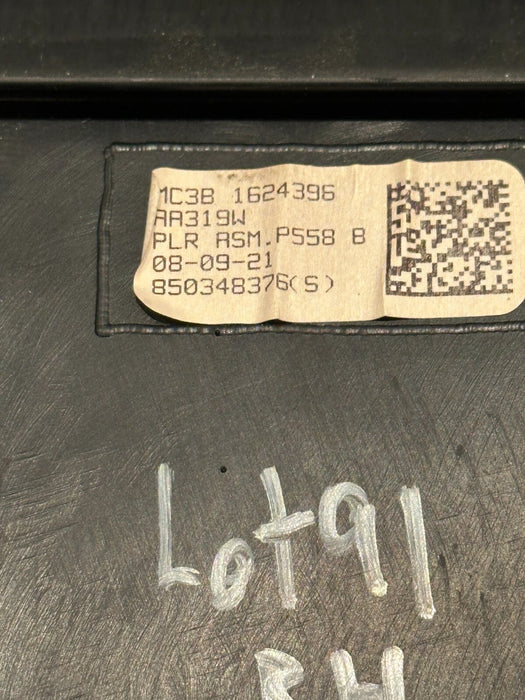 MC3B 1624396
AA319W
PLR ASM.P558 B
08-09-21
850348376(S)
Lot91